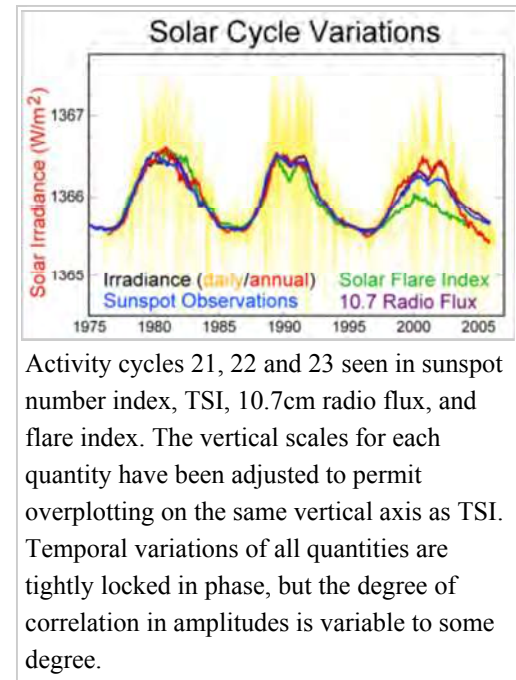 Solar Cycle Variations
Solar Irradiance (W/m²)
1367
1366
1365
Irradiance (daily/annual)
Solar Flare Index
Sunspot Observations
10.7 Radio Flux
1975 1980 1985 1990 1995 2000 2005
Activity cycles 21, 22 and 23 seen in sunspot
number index, TSI, 10.7cm radio flux, and
flare index. The vertical scales for each
quantity have been adjusted to permit
overplotting on the same vertical axis as TSI.
Temporal variations of all quantities are
tightly locked in phase, but the degree of
correlation in amplitudes is variable to some
degree.